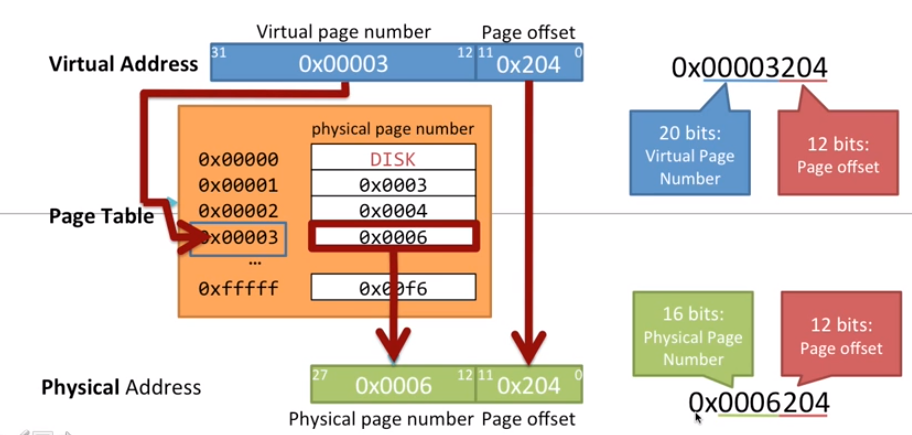 Virtual page number Page offset
Virtual Address
31 0x00003 12 11 0x204 0
0x00003204
20 bits:
Virtual Page
Number
12 bits:
Page offset
Page Table
physical page number
0x00000 DISK
0x00001 0x0003
0x00002 0x0004
0x00003 0x0006
...
0xfffff 0x00f6
16 bits:
Physical Page
Number
12 bits:
Page offset
Physical Address
27 0x0006 12 11 0x204 0
0x0006204
Physical page number Page offset